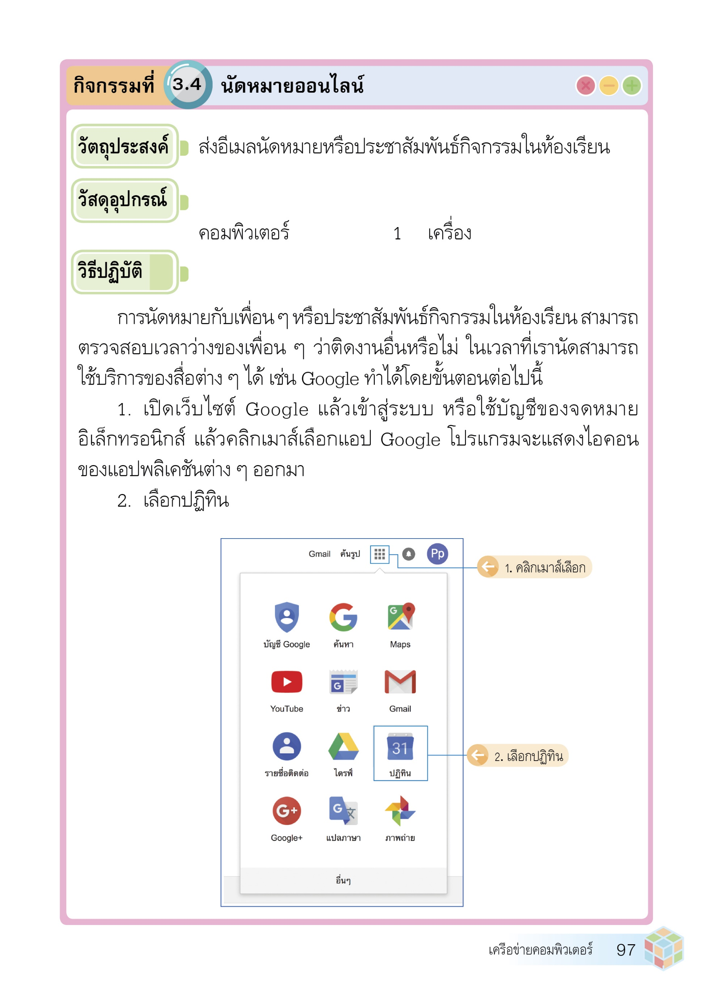 กิจกรรมที่ 3.4 นัดหมายออนไลน์
วัตถุประสงค์ ส่งอีเมลนัดหมายหรือประชาสัมพันธ์กิจกรรมในห้องเรียน
วัสดุอุปกรณ์
คอมพิวเตอร์ 1 เครื่อง
วิธีปฏิบัติ
การนัดหมายกับเพื่อน ๆ หรือประชาสัมพันธ์กิจกรรมในห้องเรียน สามารถ
ตรวจสอบเวลาว่างของเพื่อน ๆ ว่าติดงานอื่นหรือไม่ ในเวลาที่เรานัดสามารถ
ใช้บริการของสื่อต่าง ๆ ได้ เช่น Google ทำได้โดยขั้นตอนต่อไปนี้
1. เปิดเว็บไซต์ Google แล้วเข้าสู่ระบบ หรือใช้บัญชีของจดหมาย
อิเล็กทรอนิกส์ แล้วคลิกเมาส์เลือกแอป Google โปรแกรมจะแสดงไอคอน
ของแอปพลิเคชันต่าง ๆ ออกมา
2. เลือกปฏิทิน
Gmail ค้นรูป Pp
1. คลิกเมาส์เลือก
บัญชี Google ค้นหา Maps
YouTube ข่าว Gmail
31
2. เลือกปฏิทิน
รายชื่อติดต่อ ไดรฟ์ ปฏิทิน
G+ G 文
Google+ แปลภาษา ภาพถ่าย
อื่นๆ
เครือข่ายคอมพิวเตอร์ 97